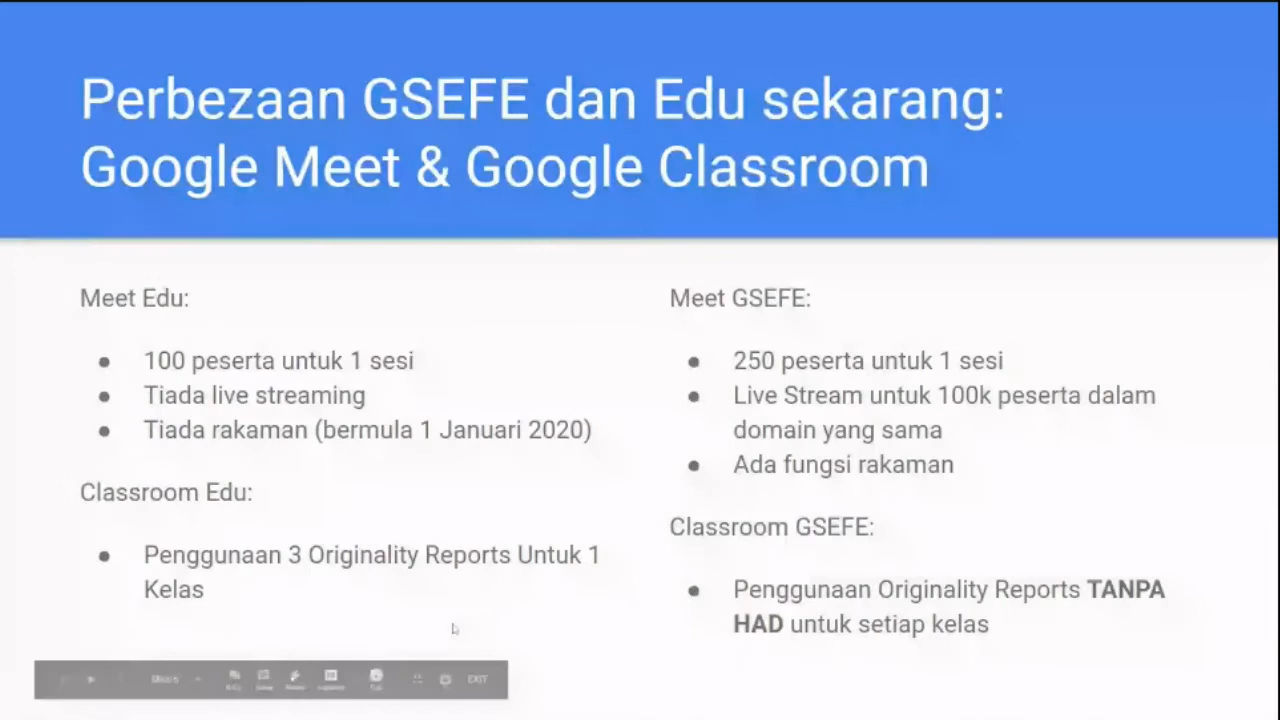 Perbezaan GSEFE dan Edu sekarang:
Google Meet & Google Classroom
Meet Edu:
● 100 peserta untuk 1 sesi
● Tiada live streaming
● Tiada rakaman (bermula 1 Januari 2020)
Classroom Edu:
● Penggunaan 3 Originality Reports Untuk 1
Kelas
Meet GSEFE:
● 250 peserta untuk 1 sesi
● Live Stream untuk 100k peserta dalam
domain yang sama
● Ada fungsi rakaman
Classroom GSEFE:
● Penggunaan Originality Reports TANPA
HAD untuk setiap kelas
EXIT